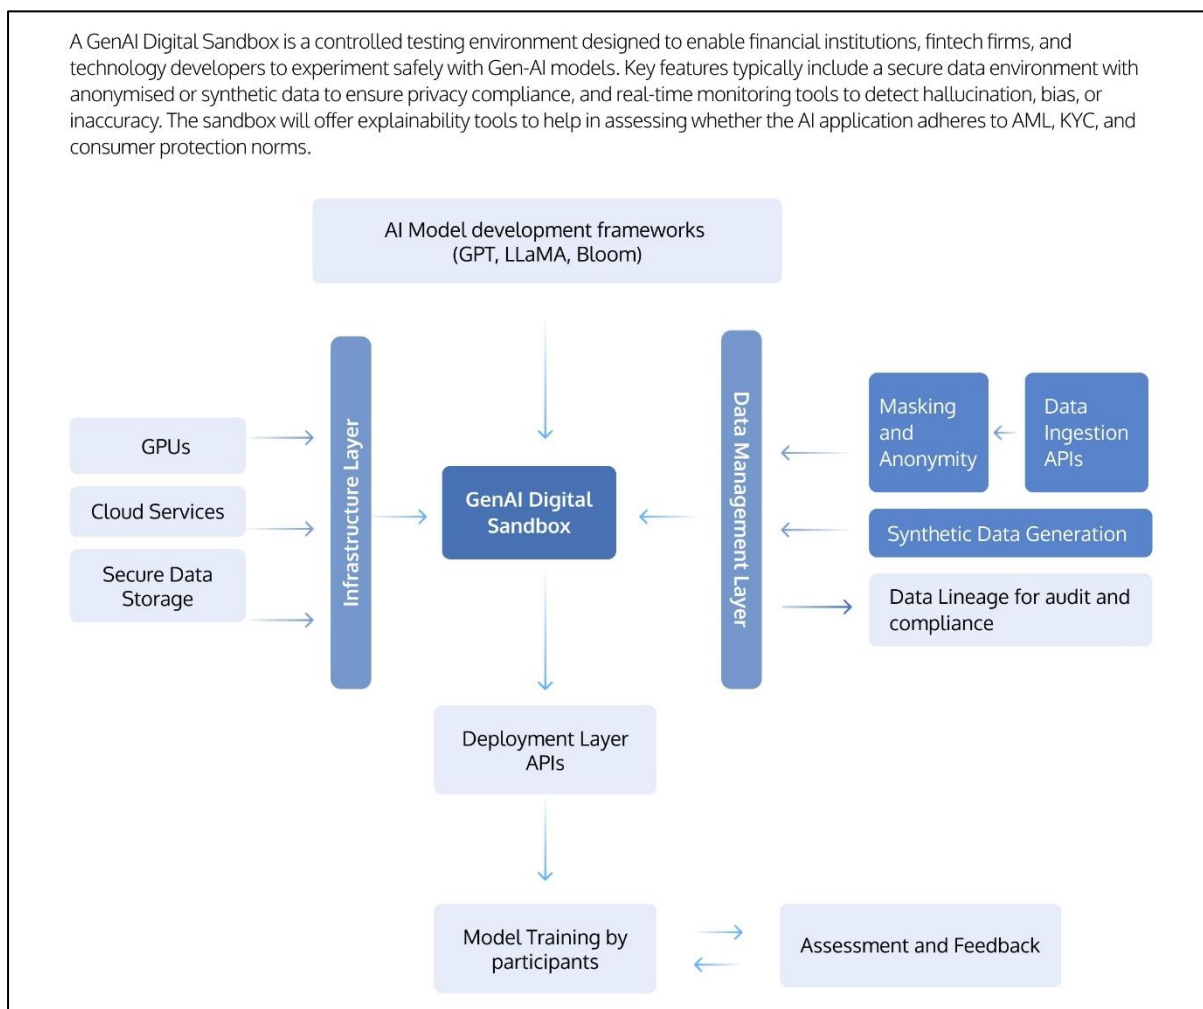 A GenAI Digital Sandbox is a controlled testing environment designed to enable financial institutions, fintech firms, and
technology developers to experiment safely with Gen-AI models. Key features typically include a secure data environment with
anonymised or synthetic data to ensure privacy compliance, and real-time monitoring tools to detect hallucination, bias, or
inaccuracy. The sandbox will offer explainability tools to help in assessing whether the AI application adheres to AML, KYC, and
consumer protection norms.
AI Model development frameworks
(GPT, LLaMA, Bloom)
GPUs
Cloud Services
Secure Data
Storage
Infrastructure Layer
GenAI Digital
Sandbox
Data Management Layer
Masking
and
Anonymity
Data
Ingestion
APIs
Synthetic Data Generation
Data Lineage for audit and
compliance
Deployment Layer
APIs
Model Training by
participants
Assessment and Feedback